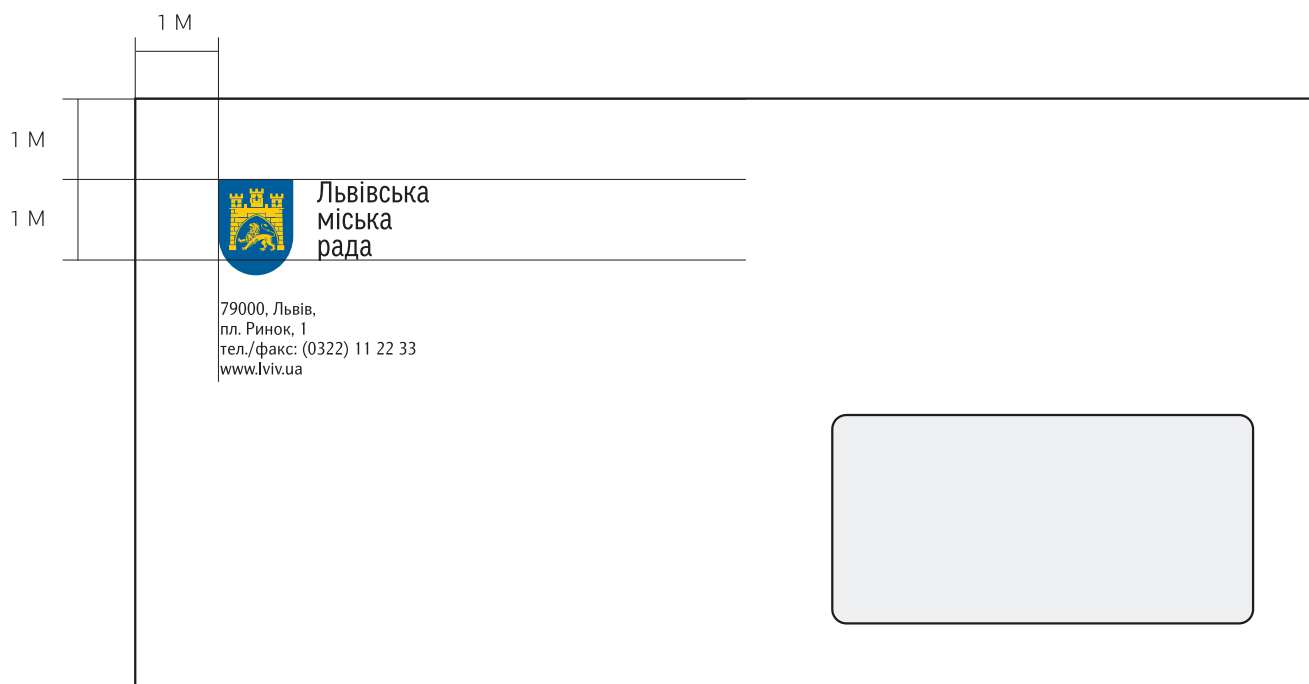 1 M
1 M
1 M
Львівська
міська
рада
79000, Львів,
пл. Ринок, 1
тел./факс: (0322) 11 22 33
www.lviv.ua